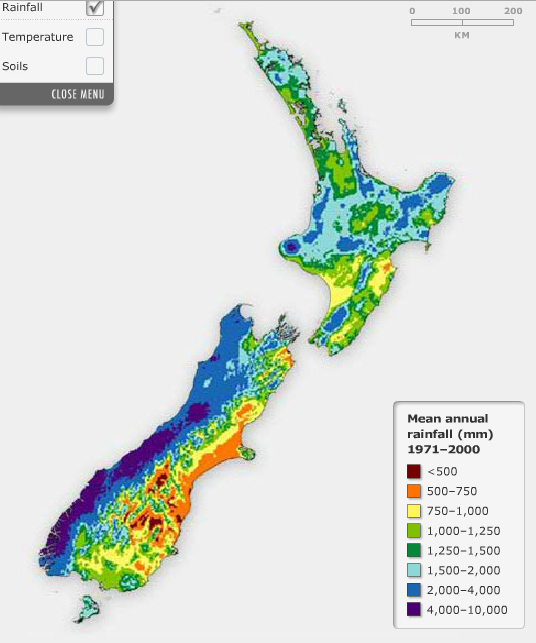 Rainfall
Temperature
Soils
CLOSE MENU
0 100 200
KM
Mean annual
rainfall (mm)
1971–2000
<500
500–750
750–1,000
1,000–1,250
1,250–1,500
1,500–2,000
2,000–4,000
4,000–10,000